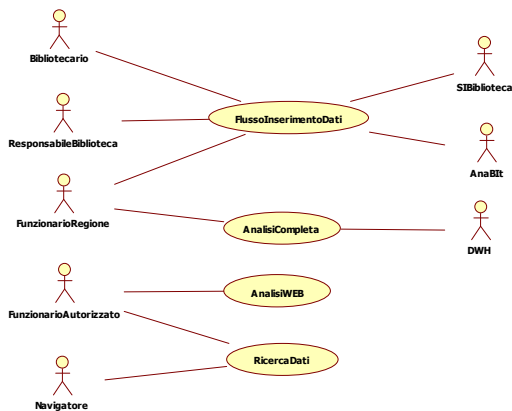 Bibliotecario
SIBiblioteca
FlussoInserimentoDati
ResponsabileBiblioteca
AnaBIt
FunzionarioRegione
AnalisiCompleta
DWH
AnalisiWEB
FunzionarioAutorizzato
RicercaDati
Navigatore